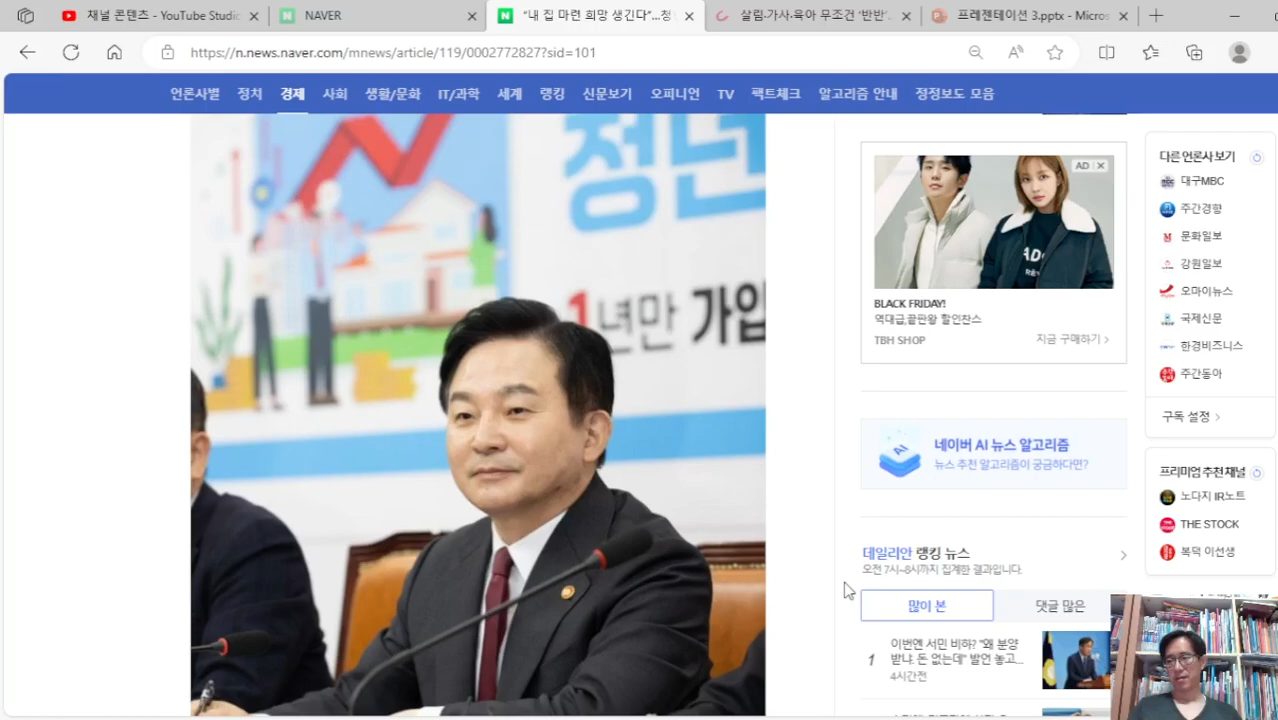 채널 콘텐츠 - YouTube Studio
NAVER
"내 집 마련 희망 생긴다"...청
살림·가사·육아 무조건 '반반'.
프레젠테이션 3.pptx - Micros
https://n.news.naver.com/mnews/article/119/0002772827?sid=101
언론사별 정치 경제 사회 생활/문화 IT/과학 세계 랭킹 신문보기 오피니언 TV 팩트체크 알고리즘 안내 정정보도 모음
청년
1년만 가입
AD
BLACK FRIDAY!
역대급,끝판왕 할인찬스
TBH SHOP
지금 구매하기
네이버 AI 뉴스 알고리즘
뉴스 추천 알고리즘이 궁금하다면?
데일리안 랭킹 뉴스
오전 7시~8시까지 집계한 결과입니다.
많이 본
댓글 많은
1
이번엔 서민 비하? "왜 분양
받냐. 돈 없는데" 발언 놓고...
4시간전
다른 언론사 보기
대구MBC
주간경향
문화일보
강원일보
오마이뉴스
국제신문
한경비즈니스
주간동아
구독 설정
프리미엄 추천 채널
노다지 IR노트
THE STOCK
복덕 이선생